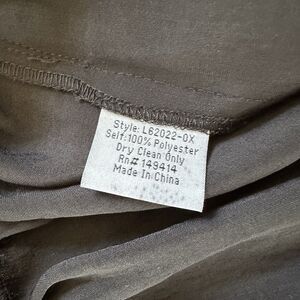 Style: L62022-0X
Self:100% Polyester
Dry Clean Only
Rn# 149414
Made In China